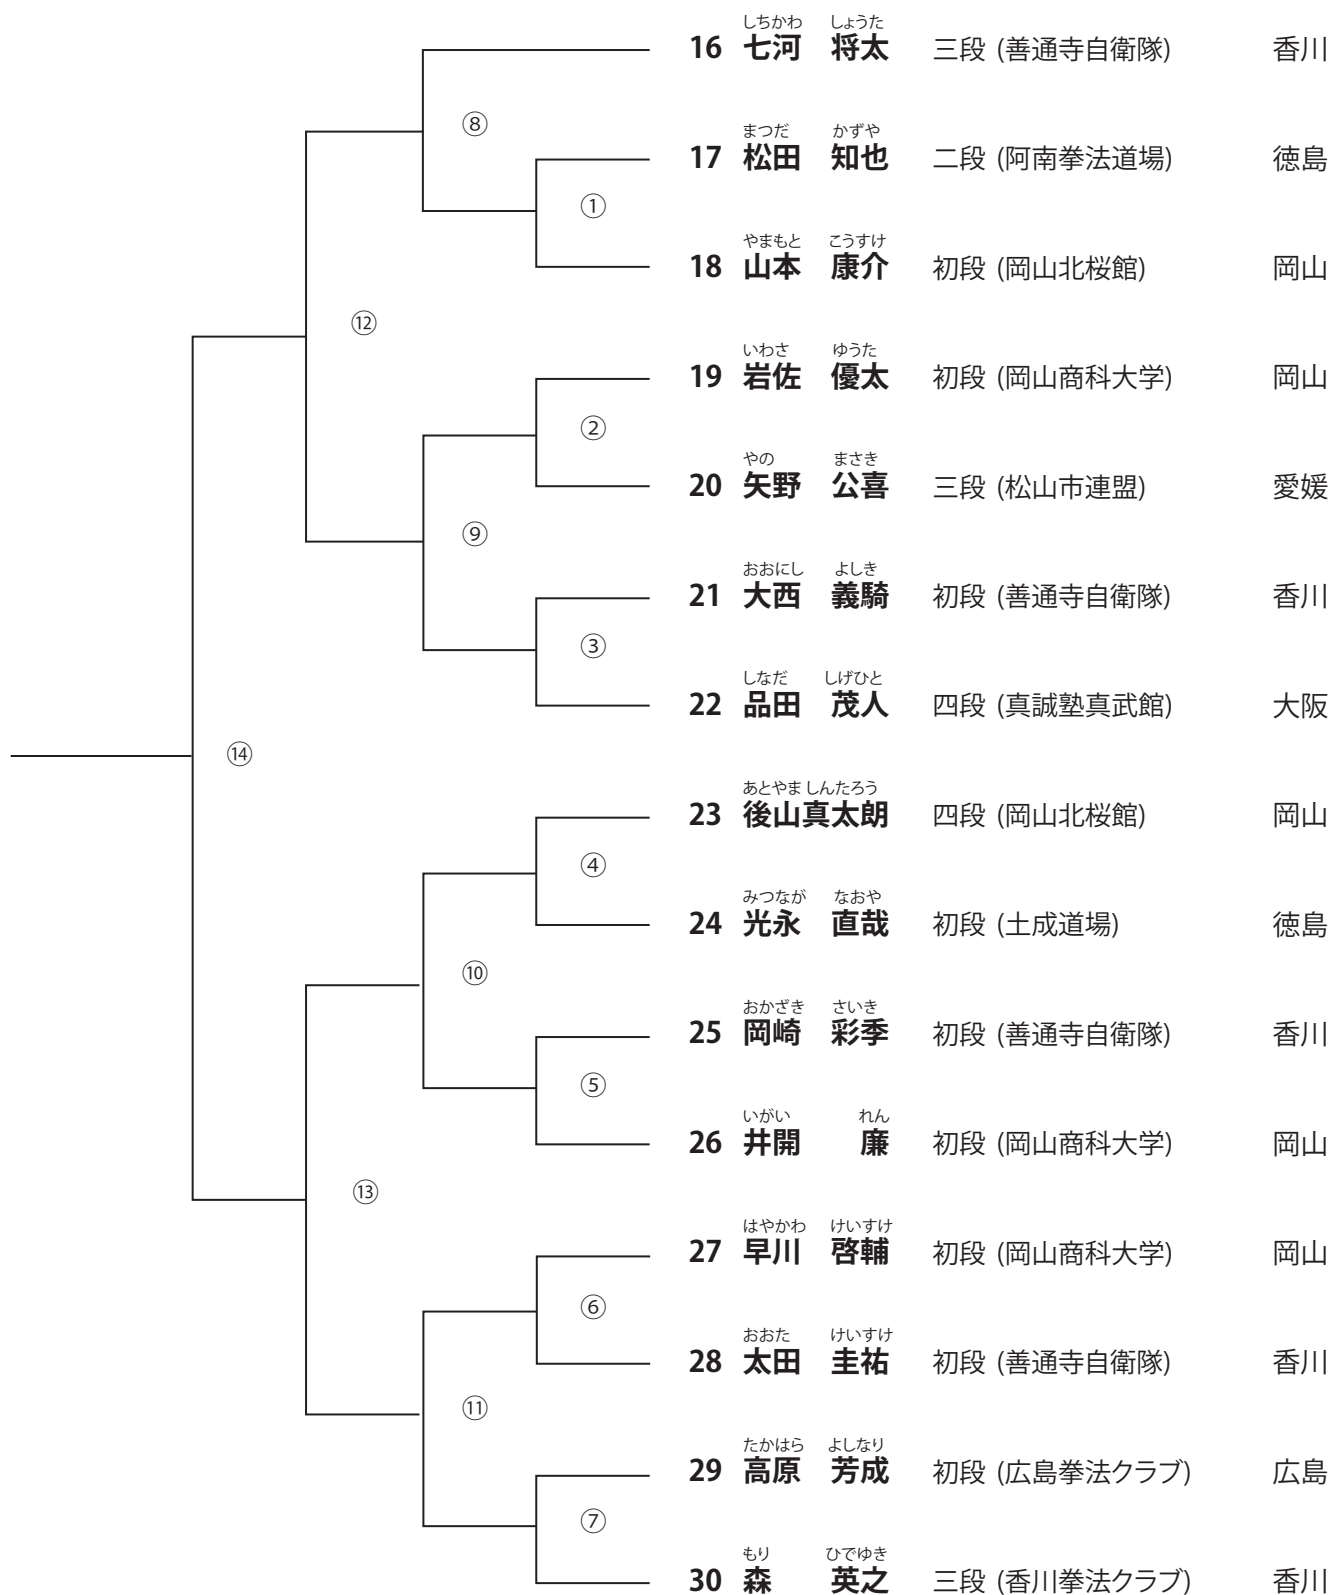 しちかわ しょうた
16 七河 将太 三段 (善通寺自衛隊) 香川
⑧
まつだ かずや
17 松田 知也 二段 (阿南拳法道場) 徳島
①
やまもと こうすけ
18 山本 康介 初段 (岡山北桜館) 岡山
⑫
いわさ ゆうた
19 岩佐 優太 初段 (岡山商科大学) 岡山
②
やの まさき
20 矢野 公喜 三段 (松山市連盟) 愛媛
⑨
おおにし よしき
21 大西 義騎 初段 (善通寺自衛隊) 香川
③
しなだ しげひと
22 品田 茂人 四段 (真誠塾真武館) 大阪
⑭
あとやま しんたろう
23 後山真太朗 四段 (岡山北桜館) 岡山
④
みつなが なおや
24 光永 直哉 初段 (土成道場) 徳島
⑩
おかざき さいき
25 岡崎 彩季 初段 (善通寺自衛隊) 香川
⑤
いがい れん
26 井開 廉 初段 (岡山商科大学) 岡山
⑬
はやかわ けいすけ
27 早川 啓輔 初段 (岡山商科大学) 岡山
⑥
おおた けいすけ
28 太田 圭祐 初段 (善通寺自衛隊) 香川
⑪
たかはら よしなり
29 高原 芳成 初段 (広島拳法クラブ) 広島
⑦
もり ひでゆき
30 森 英之 三段 (香川拳法クラブ) 香川